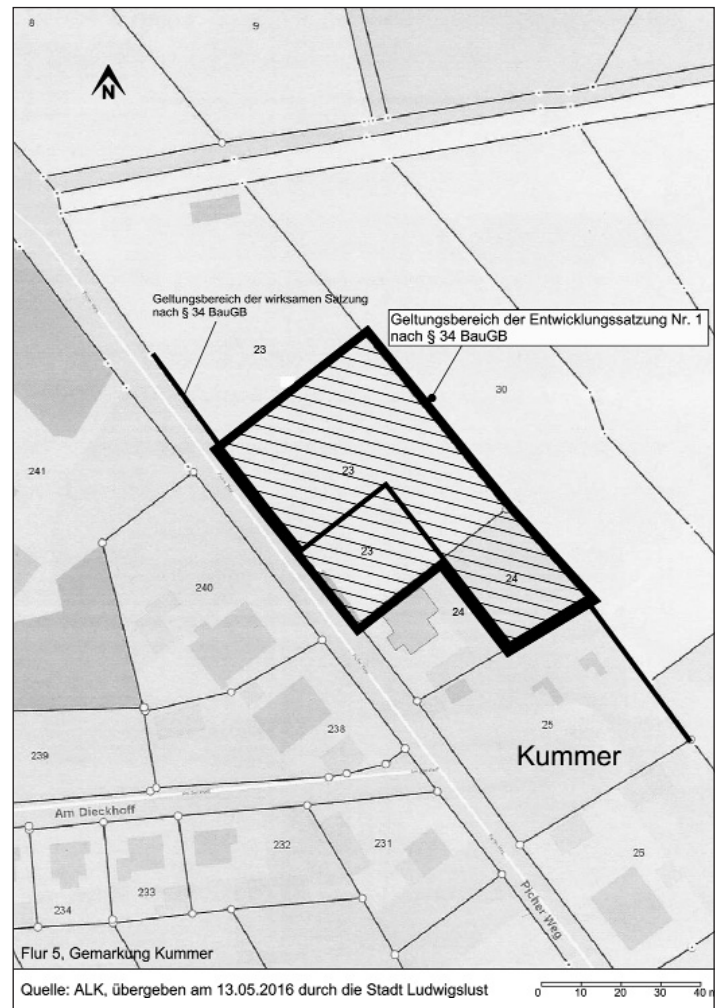 8
9
N
Geltungsbereich der wirksamen Satzung
nach § 34 BauGB
Geltungsbereich der Entwicklungssatzung Nr. 1
nach § 34 BauGB
23
30
23
241
23
240
24
24
238
25
Kummer
239
Am Dieckhoff
232
231
26
233
234
Picher Weg
Flur 5, Gemarkung Kummer
Quelle: ALK, übergeben am 13.05.2016 durch die Stadt Ludwigslust
0 10 20 30 40 m